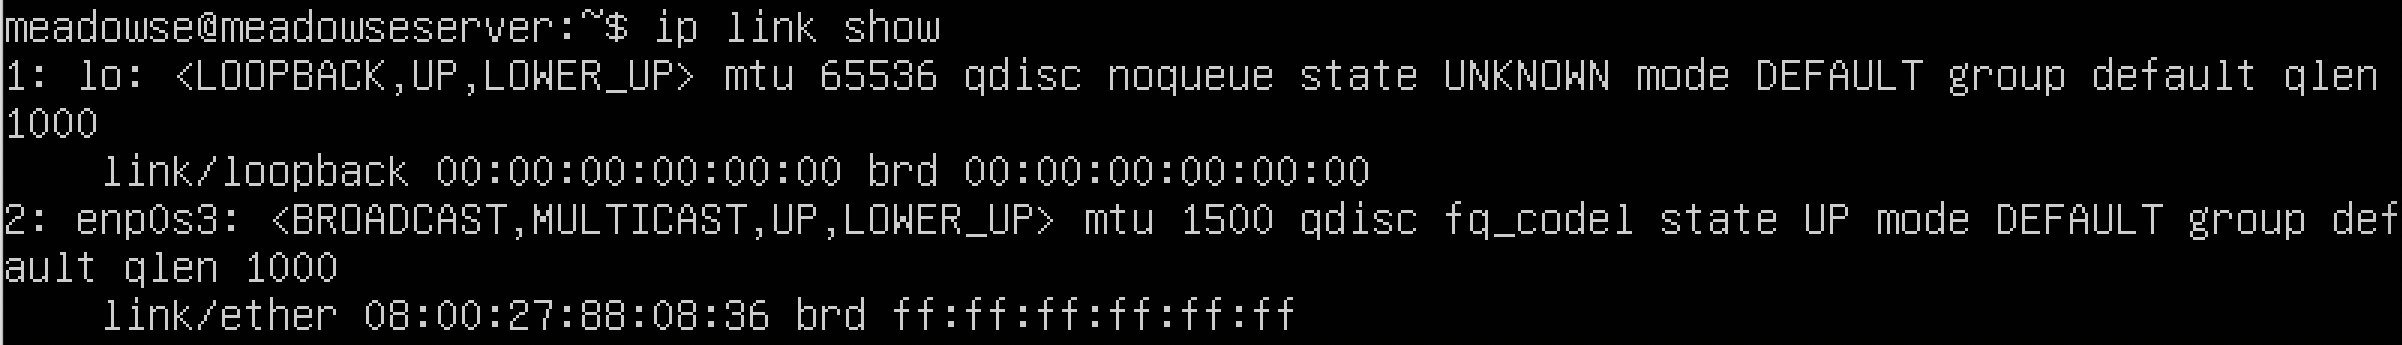 meadowse@meadowseserver:~$ ip link show
1: lo: <LOOPBACK,UP,LOWER_UP> mtu 65536 qdisc noqueue state UNKNOWN mode DEFAULT group default qlen
1000
    link/loopback 00:00:00:00:00:00 brd 00:00:00:00:00:00
2: enp0s3: <BROADCAST,MULTICAST,UP,LOWER_UP> mtu 1500 qdisc fq_codel state UP mode DEFAULT group def
ault qlen 1000
    link/ether 08:00:27:88:08:36 brd ff:ff:ff:ff:ff:ff